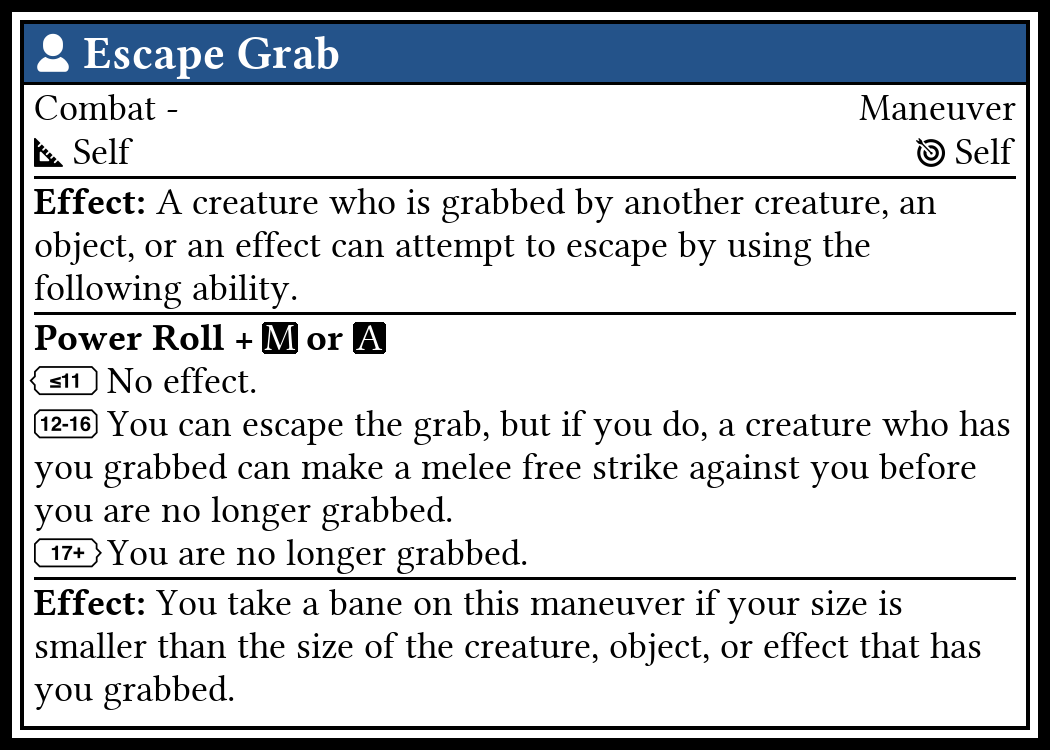 Escape Grab
Combat - Maneuver
Self Self
Effect: A creature who is grabbed by another creature, an
object, or an effect can attempt to escape by using the
following ability.
Power Roll + M or A
≤11 No effect.
12-16 You can escape the grab, but if you do, a creature who has
you grabbed can make a melee free strike against you before
you are no longer grabbed.
17+ You are no longer grabbed.
Effect: You take a bane on this maneuver if your size is
smaller than the size of the creature, object, or effect that has
you grabbed.